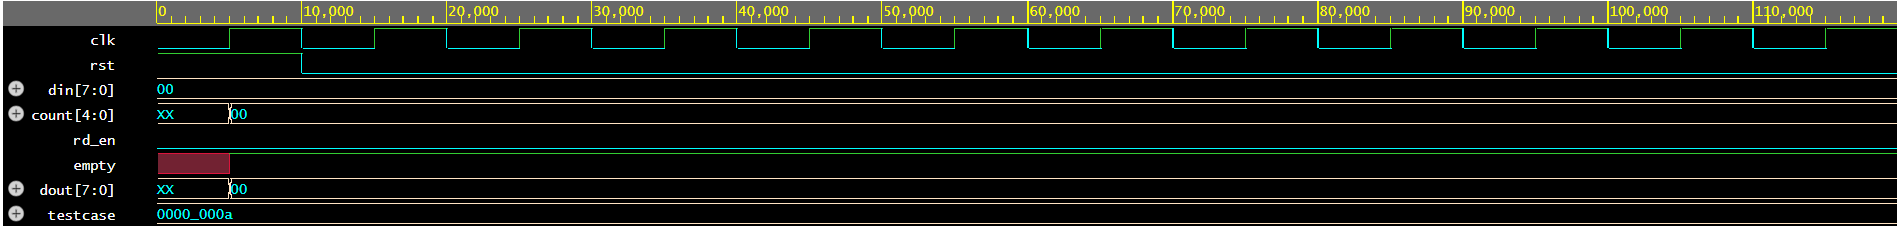 0 10,000 20,000 30,000 40,000 50,000 60,000 70,000 80,000 90,000 100,000 110,000
clk
rst
din[7:0] 00
count[4:0] XX 00
rd_en
empty
dout[7:0] XX 00
testcase 0000_000a